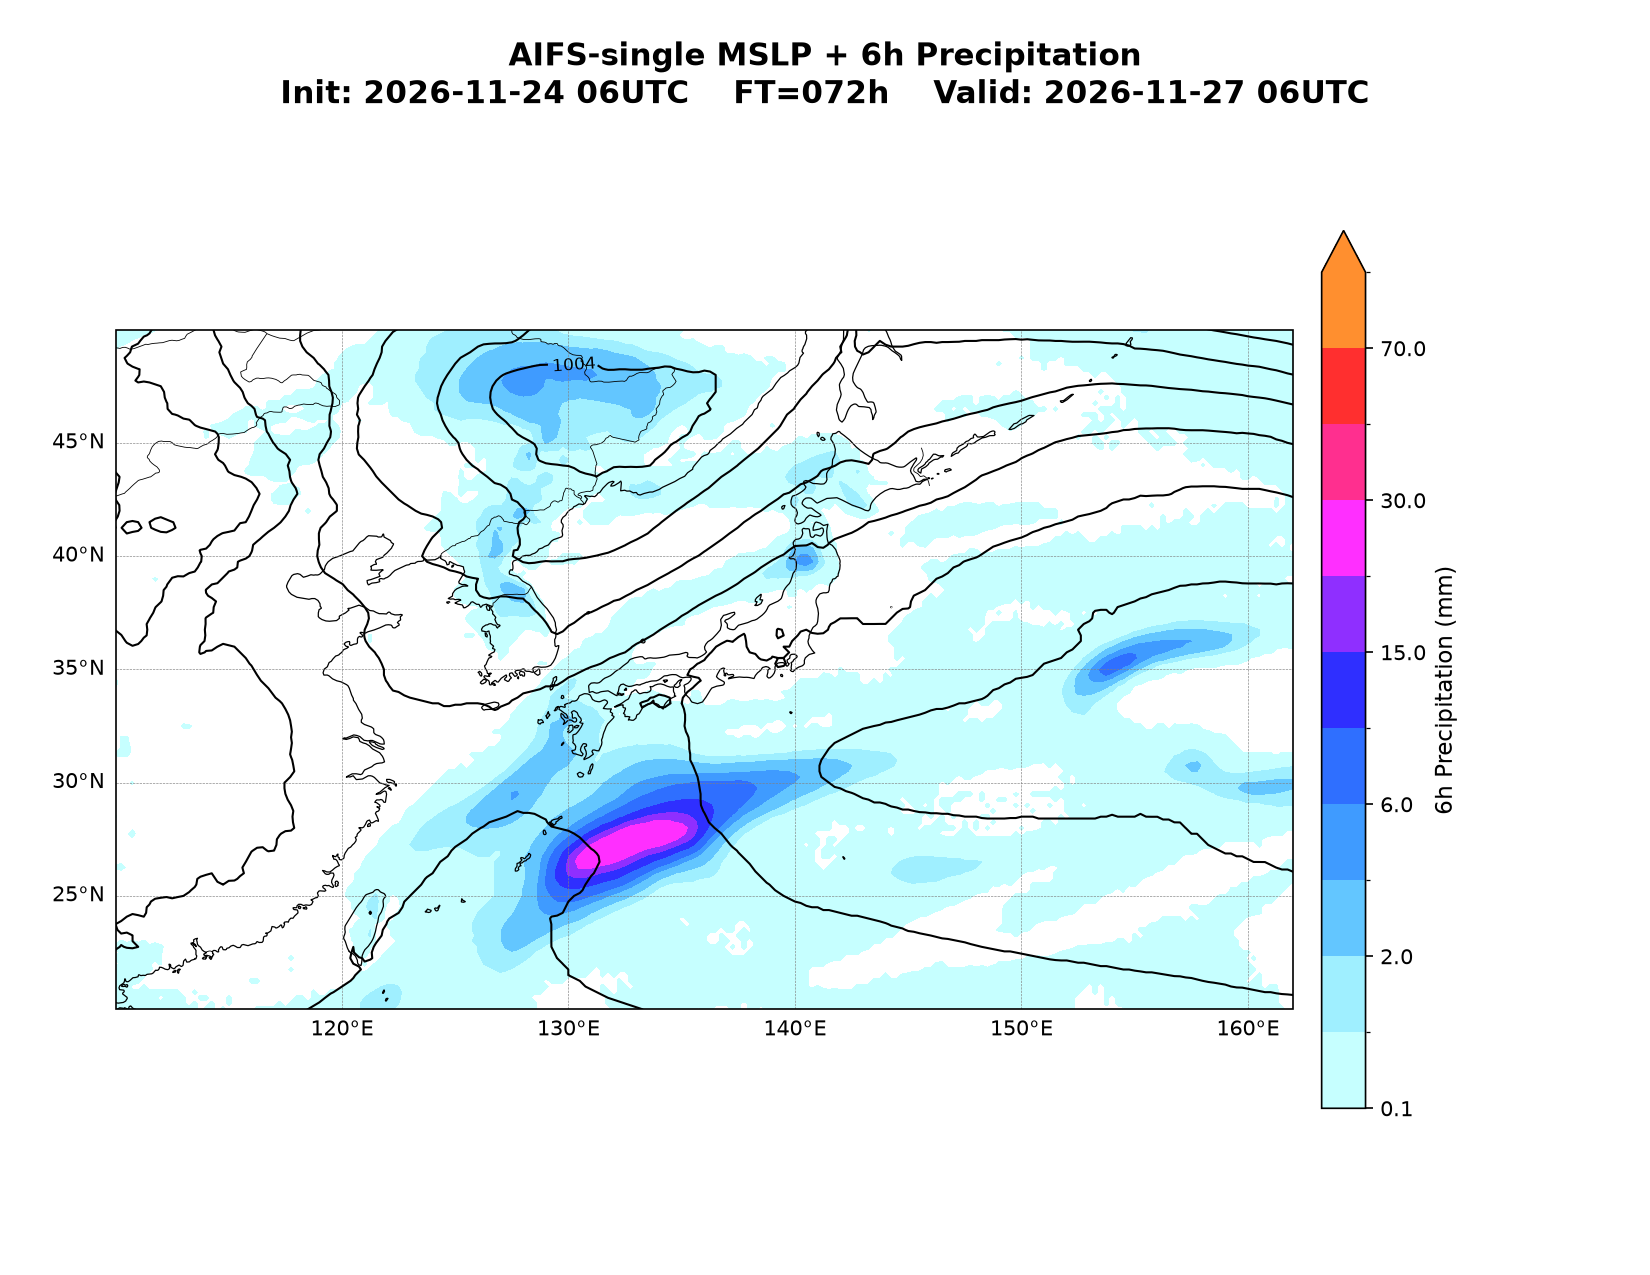 AIFS-single MSLP + 6h Precipitation
Init: 2026-11-24 06UTC    FT=072h    Valid: 2026-11-27 06UTC
1004
45°N
40°N
35°N
30°N
25°N
120°E
130°E
140°E
150°E
160°E
70.0
30.0
15.0
6.0
2.0
0.1
6h Precipitation (mm)